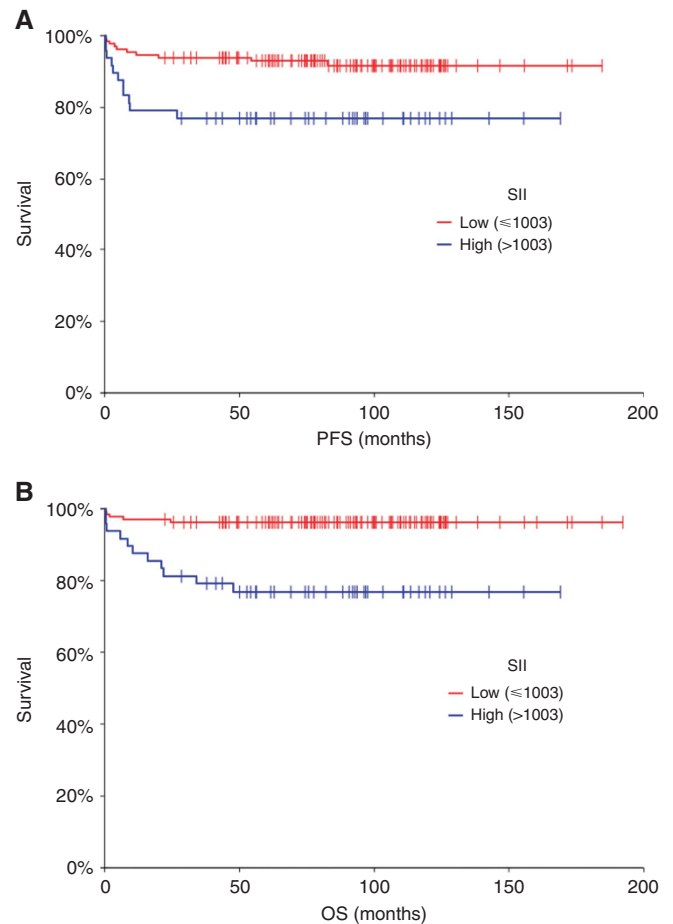 A
100%
80%
60%
40%
20%
0%
Survival
SII
Low (≤1003)
High (>1003)
0 50 100 150 200
PFS (months)
B
100%
80%
60%
40%
20%
0%
Survival
SII
Low (≤1003)
High (>1003)
0 50 100 150 200
OS (months)